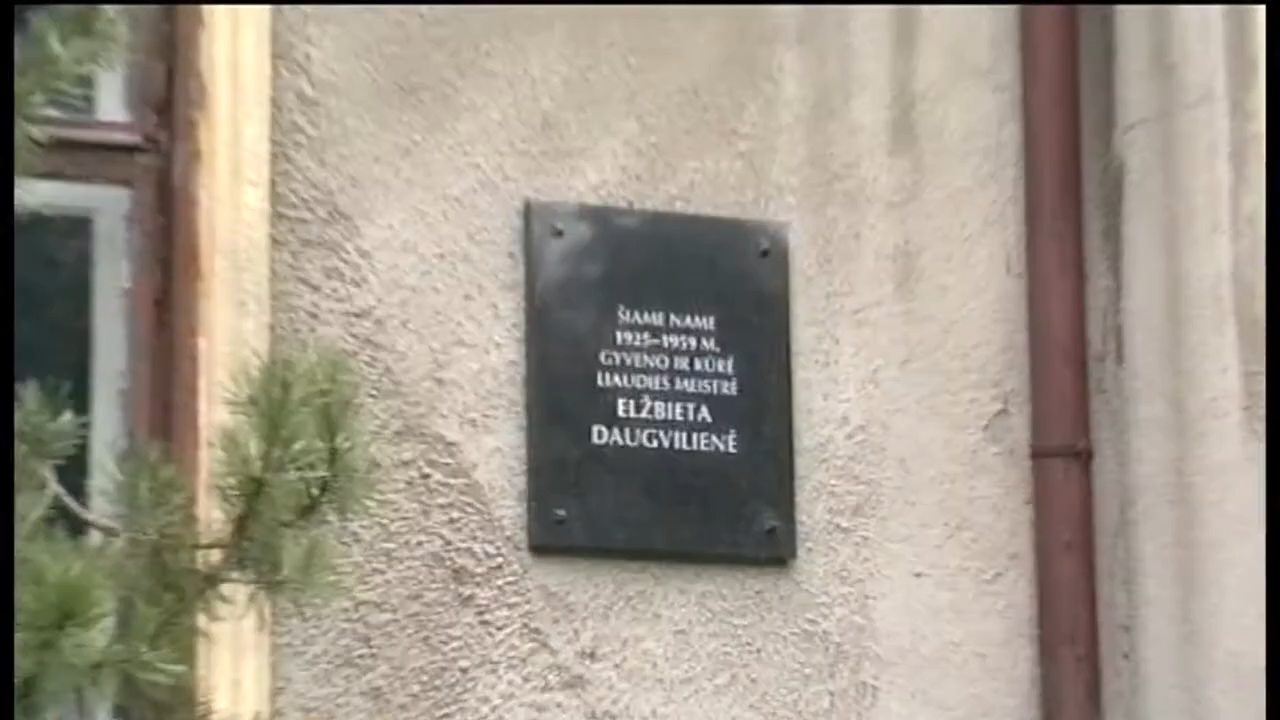 ŠIAME NAME
1925–1959 M.
GYVENO IR KŪRĖ
LIAUDIES MEISTRĖ
ELŽBIETA
DAUGVILIENĖ